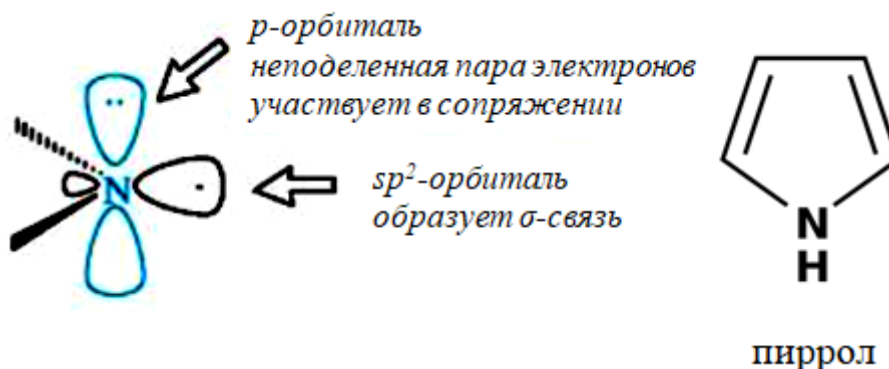 p-орбиталь
неподеленная пара электронов
участвует в сопряжении
N
sp²-орбиталь
образует σ-связь
N
H
пиррол